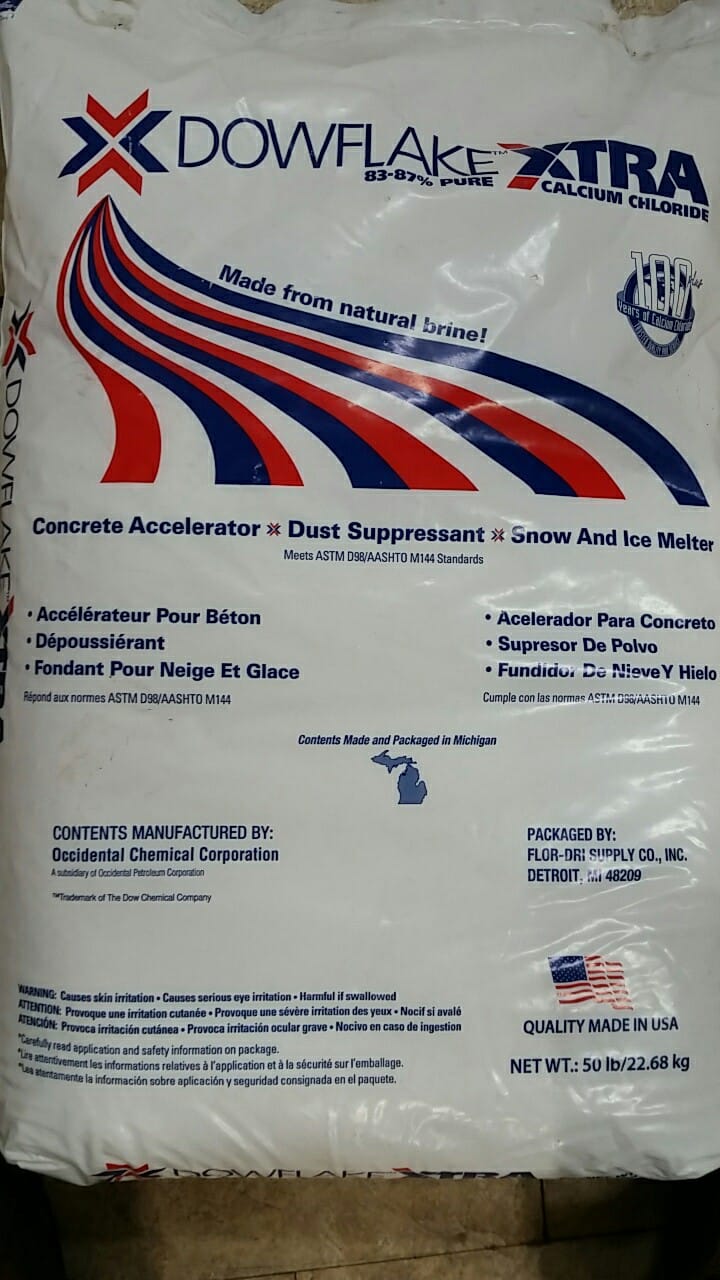 DOWFLAKE™ XTRA
83-87% PURE
CALCIUM CHLORIDE
Made from natural brine!
100
Years of Calcium Chloride
Concrete Accelerator Dust Suppressant Snow And Ice Melter
Meets ASTM D98/AASHTO M144 Standards
• Accélérateur Pour Béton
• Dépoussiérant
• Fondant Pour Neige Et Glace
Répond aux normes ASTM D98/AASHTO M144
• Acelerador Para Concreto
• Supresor De Polvo
• Fundidor De Nieve Y Hielo
Cumple con las normas ASTM D98/AASHTO M144
Contents Made and Packaged in Michigan
CONTENTS MANUFACTURED BY:
Occidental Chemical Corporation
A subsidiary of Occidental Petroleum Corporation
™Trademark of The Dow Chemical Company
PACKAGED BY:
FLOR-DRI SUPPLY CO., INC.
DETROIT, MI 48209
WARNING: Causes skin irritation • Causes serious eye irritation • Harmful if swallowed
ATTENTION: Provoque une irritation cutanée • Provoque une sévère irritation des yeux • Nocif si avalé
ATENCIÓN: Provoca irritación cutánea • Provoca irritación ocular grave • Nocivo en caso de ingestion
*Carefully read application and safety information on package.
*Lire attentivement les informations relatives à l'application et à la sécurité sur l'emballage.
*Lea atentamente la información sobre aplicación y seguridad consignada en el paquete.
QUALITY MADE IN USA
NET WT.: 50 lb/22.68 kg
DOWFLAKE XTRA
DOWFLAKE XTRA